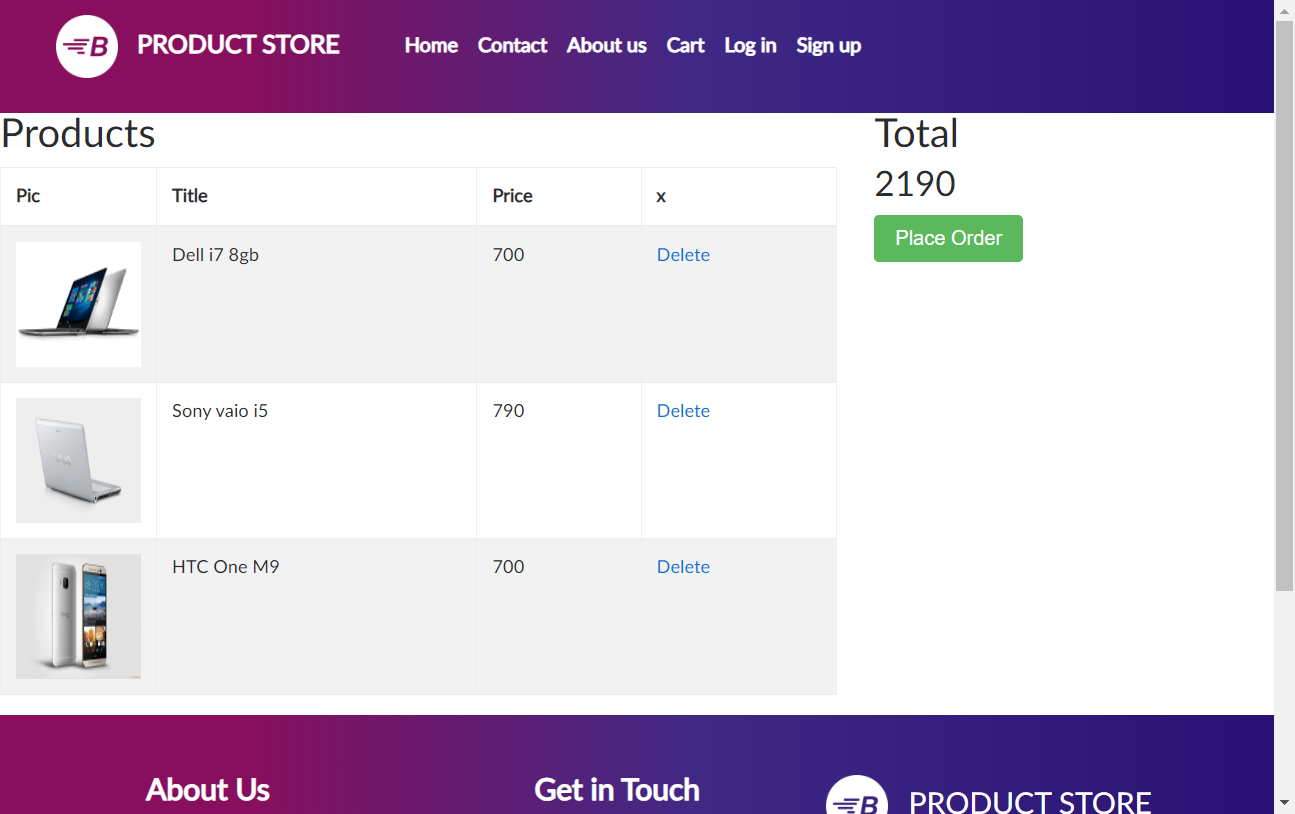 B PRODUCT STORE Home Contact About us Cart Log in Sign up
Products
Total
2190
Place Order
Pic Title Price x
Dell i7 8gb 700 Delete
Sony vaio i5 790 Delete
VAIO
HTC One M9 700 Delete
About Us
Get in Touch
B PRODUCT STORE